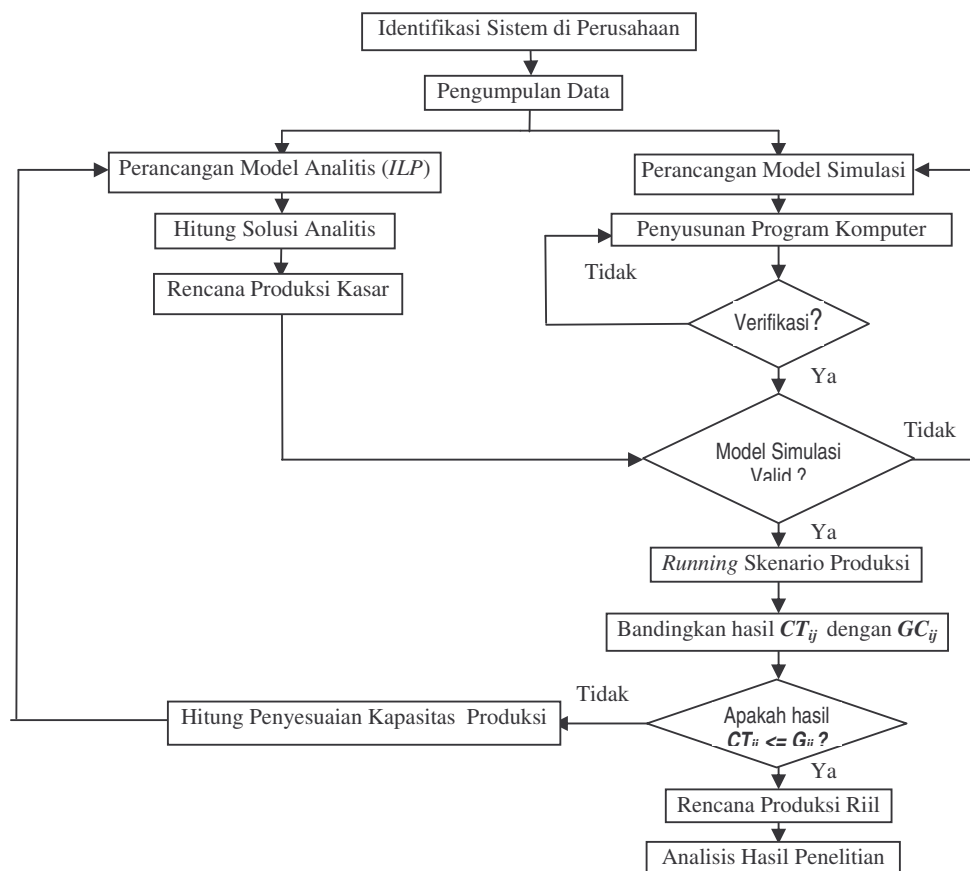 Identifikasi Sistem di Perusahaan
Pengumpulan Data
Perancangan Model Analitis (ILP)
Perancangan Model Simulasi
Hitung Solusi Analitis
Penyusunan Program Komputer
Tidak
Rencana Produksi Kasar
Verifikasi?
Ya
Tidak
Model Simulasi
Valid ?
Ya
Running Skenario Produksi
Bandingkan hasil CTij dengan GCij
Tidak
Hitung Penyesuaian Kapasitas Produksi
Apakah hasil
CTij <= Gij ?
Ya
Rencana Produksi Riil
Analisis Hasil Penelitian